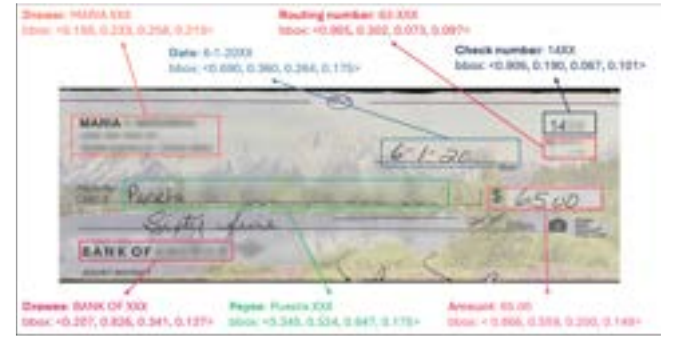 Drawer: MARIA XXX
bbox: <0.198, 0.233, 0.258, 0.215>
Routing number: 63-XXX
bbox: <0.905, 0.302, 0.073, 0.097>
Date: 6-1-20XX
bbox: <0.690, 0.360, 0.264, 0.175>
Check number: 14XX
bbox: <0.906, 0.190, 0.067, 0.101>
MARIA
14
6-1-20
Puesta
$ 65.00
Sixty five
BANK OF
Drawee: BANK OF XXX
bbox: <0.207, 0.826, 0.341, 0.137>
Payee: Puesta XXX
bbox: <0.345, 0.534, 0.647, 0.175>
Amount: 65.00
bbox: < 0.866, 0.559, 0.200, 0.149>